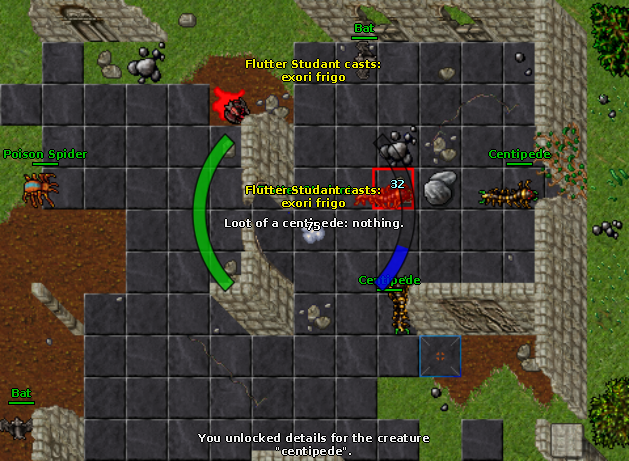 Bat
Flutter Studant casts:
exori frigo
Poison Spider
Centipede
32
Flutter Studant casts:
exori frigo
Loot of a centipede: nothing.
75
Centipede
Bat
You unlocked details for the creature
"centipede".